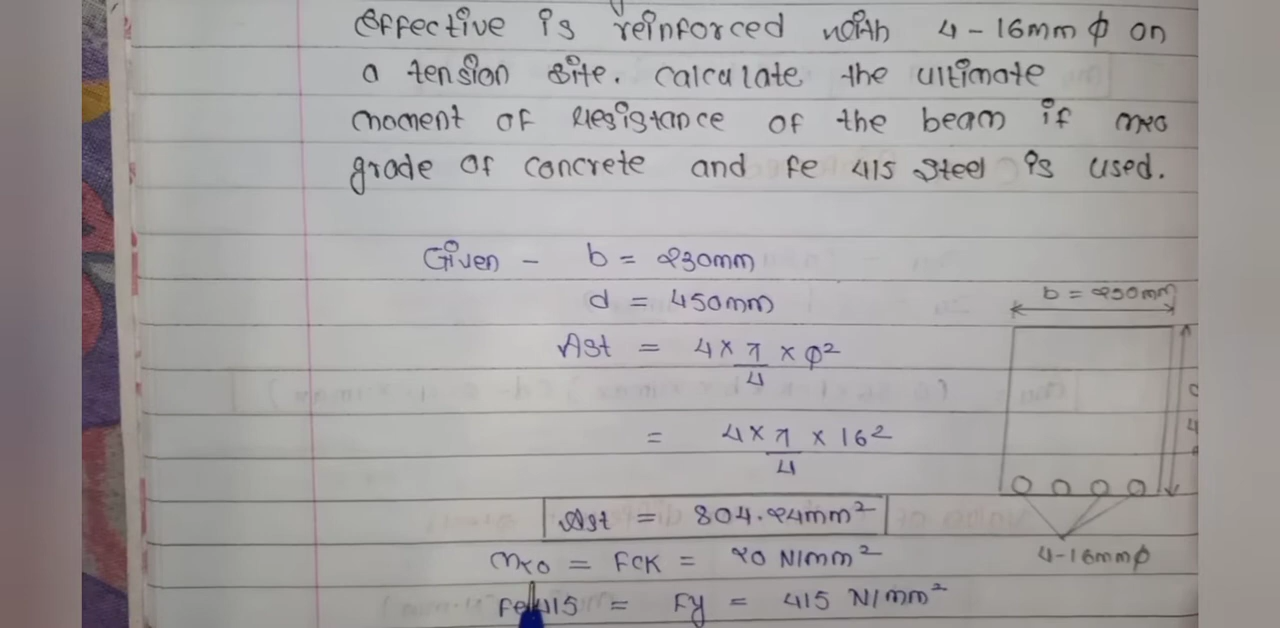 effective is reinforced with 4-16mm ϕ on
a tension site. calculate the ultimate
moment of Resistance of the beam if M20
grade of concrete and fe 415 steel is used.
Given - b = 230mm
d = 450mm
b = 230mm
Ast = 4 × π/4 × ϕ²
= 4 × π/4 × 16²
Ast = 804.24mm²
4-16mmϕ
M20 = FCK = 20 N/mm²
Fe415 = Fy = 415 N/mm²